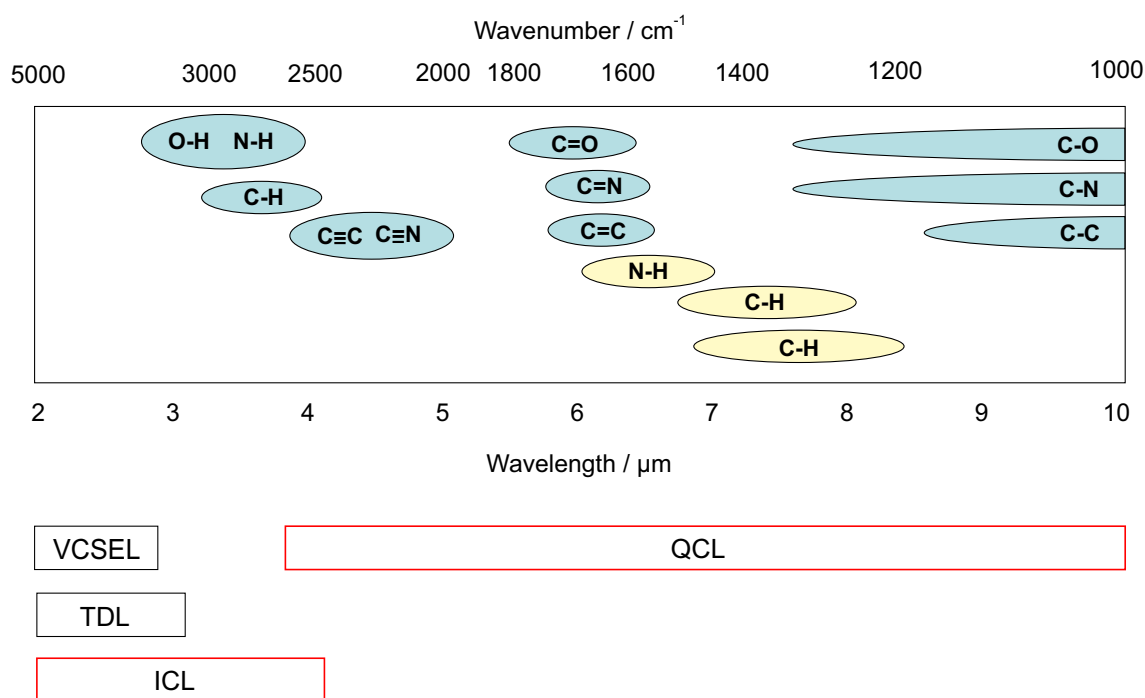 Wavenumber / cm⁻¹
5000 3000 2500 2000 1800 1600 1400 1200 1000
O-H N-H C=O C-O
C-H C=N C-N
C≡C C≡N C=C C-C
N-H
C-H
C-H
2 3 4 5 6 7 8 9 10
Wavelength / µm
VCSEL QCL
TDL
ICL